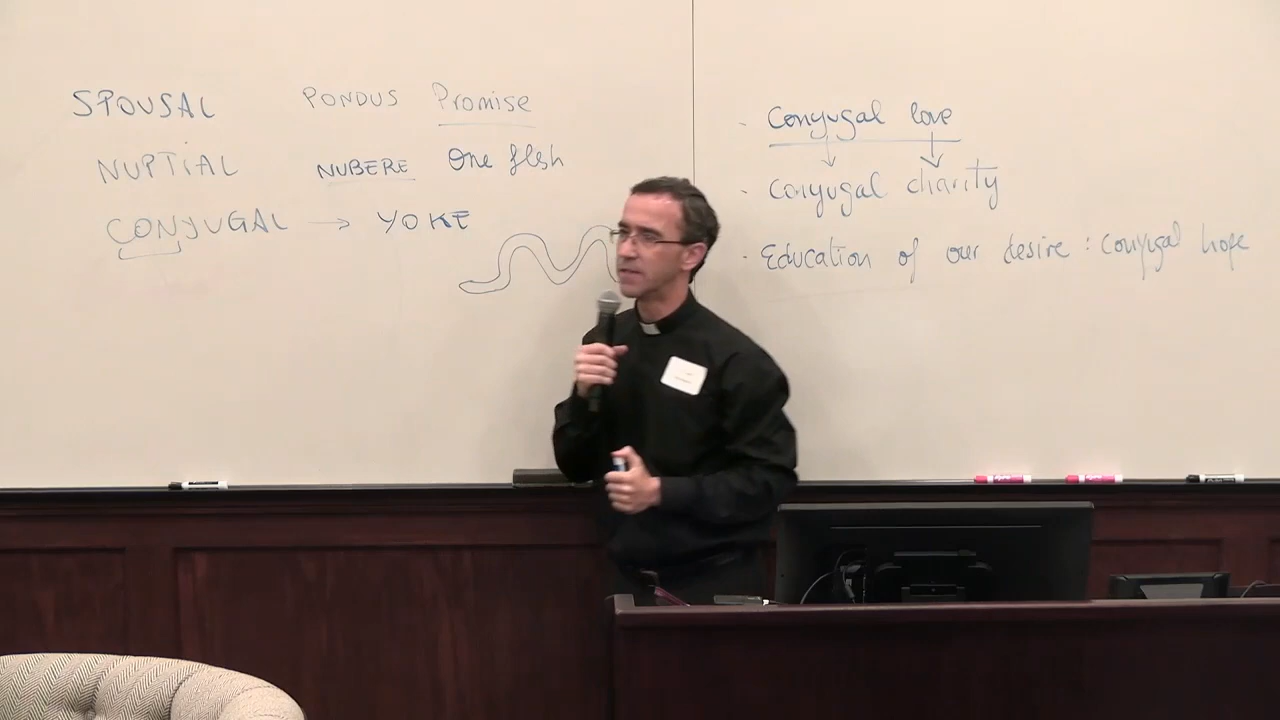 SPOUSAL PONDUS Promise
NUPTIAL NUBERE One flesh
CONJUGAL → YOKE
- Conjugal love
- Conjugal charity
- Education of our desire : conjugal hope